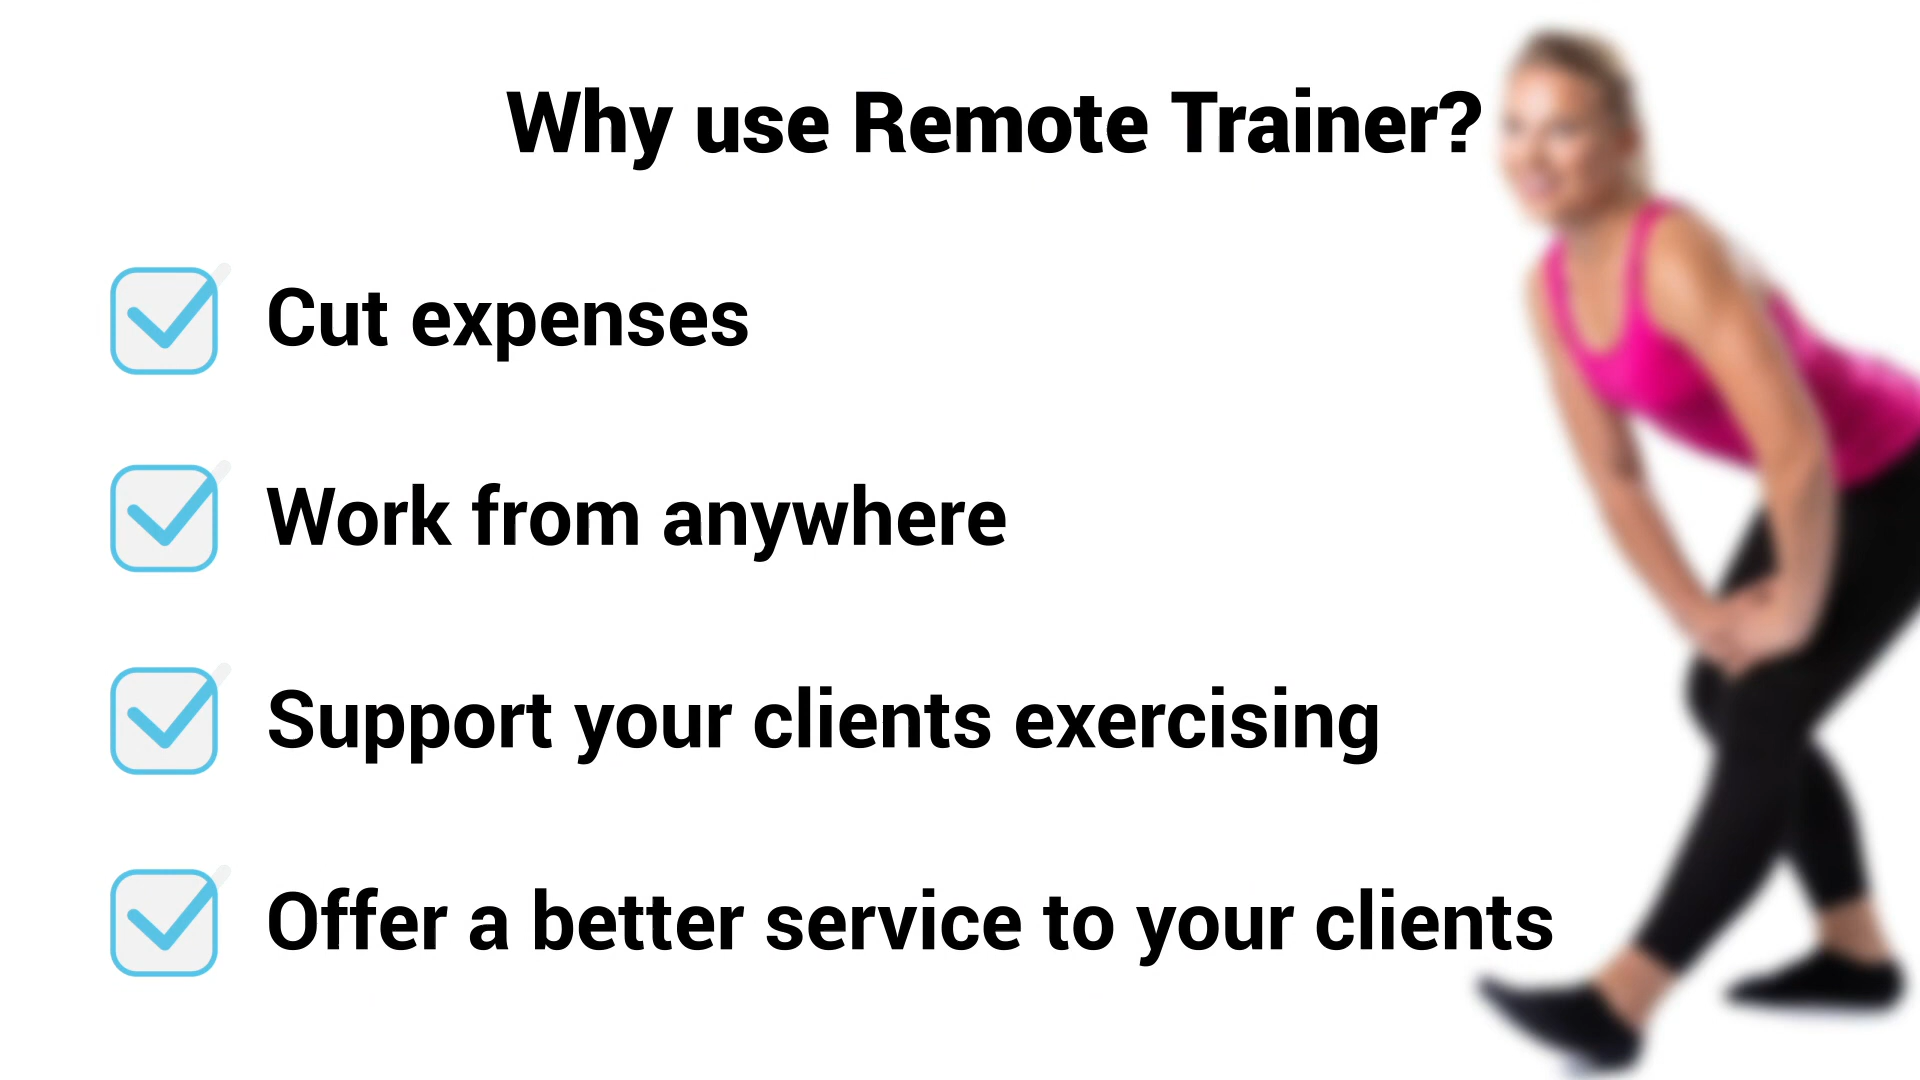 Why use Remote Trainer?
Cut expenses
Work from anywhere
Support your clients exercising
Offer a better service to your clients